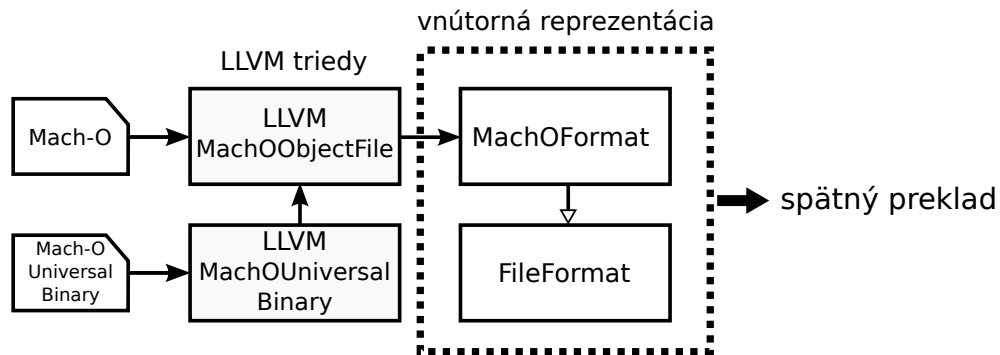 vnútorná reprezentácia
LLVM triedy
Mach-O
LLVM
MachOObjectFile
MachOFormat
spätný preklad
Mach-O
Universal
Binary
LLVM
MachOUniversal
Binary
FileFormat